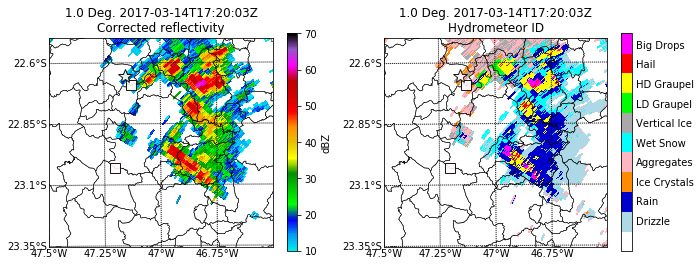 1.0 Deg. 2017-03-14T17:20:03Z
Corrected reflectivity
22.6°S
22.85°S
23.1°S
23.35°S
47.5°W
47.25°W
47°W
46.75°W
70
60
50
40
30
20
10
dBZ
1.0 Deg. 2017-03-14T17:20:03Z
Hydrometeor ID
22.6°S
22.85°S
23.1°S
23.35°S
47.5°W
47.25°W
47°W
46.75°W
Big Drops
Hail
HD Graupel
LD Graupel
Vertical Ice
Wet Snow
Aggregates
Ice Crystals
Rain
Drizzle